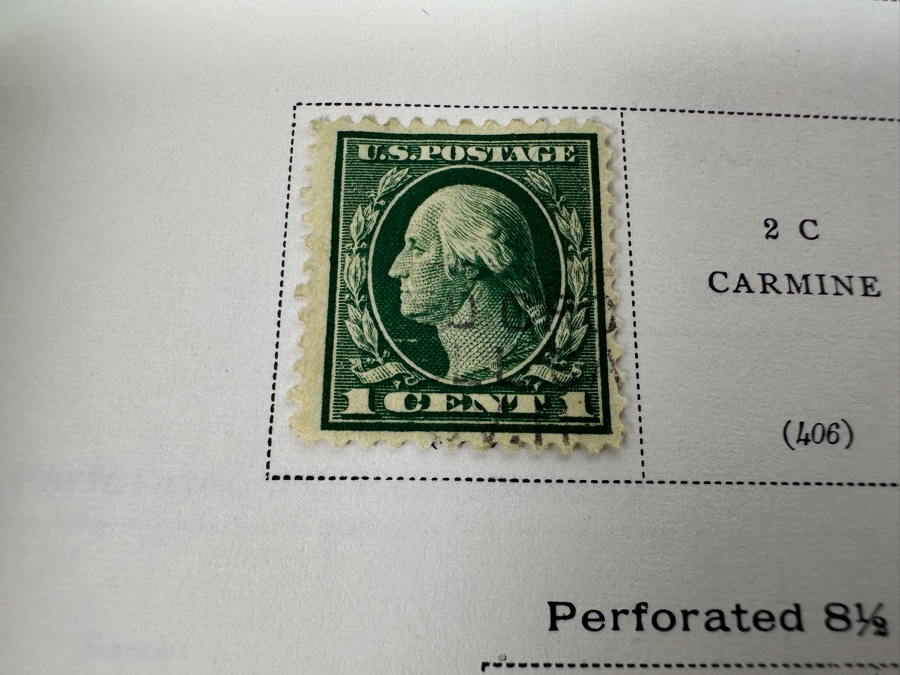 U.S.POSTAGE
1 CENT 1
2 C
CARMINE
(406)
Perforated 8½